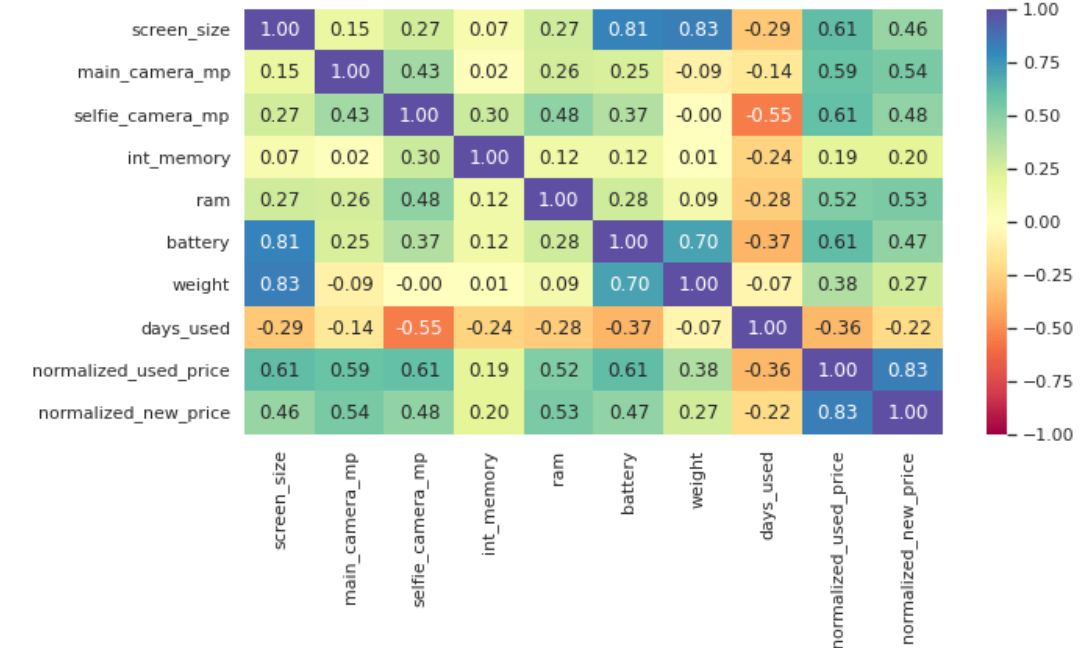 screen_size 1.00 0.15 0.27 0.07 0.27 0.81 0.83 -0.29 0.61 0.46
main_camera_mp 0.15 1.00 0.43 0.02 0.26 0.25 -0.09 -0.14 0.59 0.54
selfie_camera_mp 0.27 0.43 1.00 0.30 0.48 0.37 -0.00 -0.55 0.61 0.48
int_memory 0.07 0.02 0.30 1.00 0.12 0.12 0.01 -0.24 0.19 0.20
ram 0.27 0.26 0.48 0.12 1.00 0.28 0.09 -0.28 0.52 0.53
battery 0.81 0.25 0.37 0.12 0.28 1.00 0.70 -0.37 0.61 0.47
weight 0.83 -0.09 -0.00 0.01 0.09 0.70 1.00 -0.07 0.38 0.27
days_used -0.29 -0.14 -0.55 -0.24 -0.28 -0.37 -0.07 1.00 -0.36 -0.22
normalized_used_price 0.61 0.59 0.61 0.19 0.52 0.61 0.38 -0.36 1.00 0.83
normalized_new_price 0.46 0.54 0.48 0.20 0.53 0.47 0.27 -0.22 0.83 1.00
screen_size
main_camera_mp
selfie_camera_mp
int_memory
ram
battery
weight
days_used
normalized_used_price
normalized_new_price
1.00
0.75
0.50
0.25
0.00
−0.25
−0.50
−0.75
−1.00